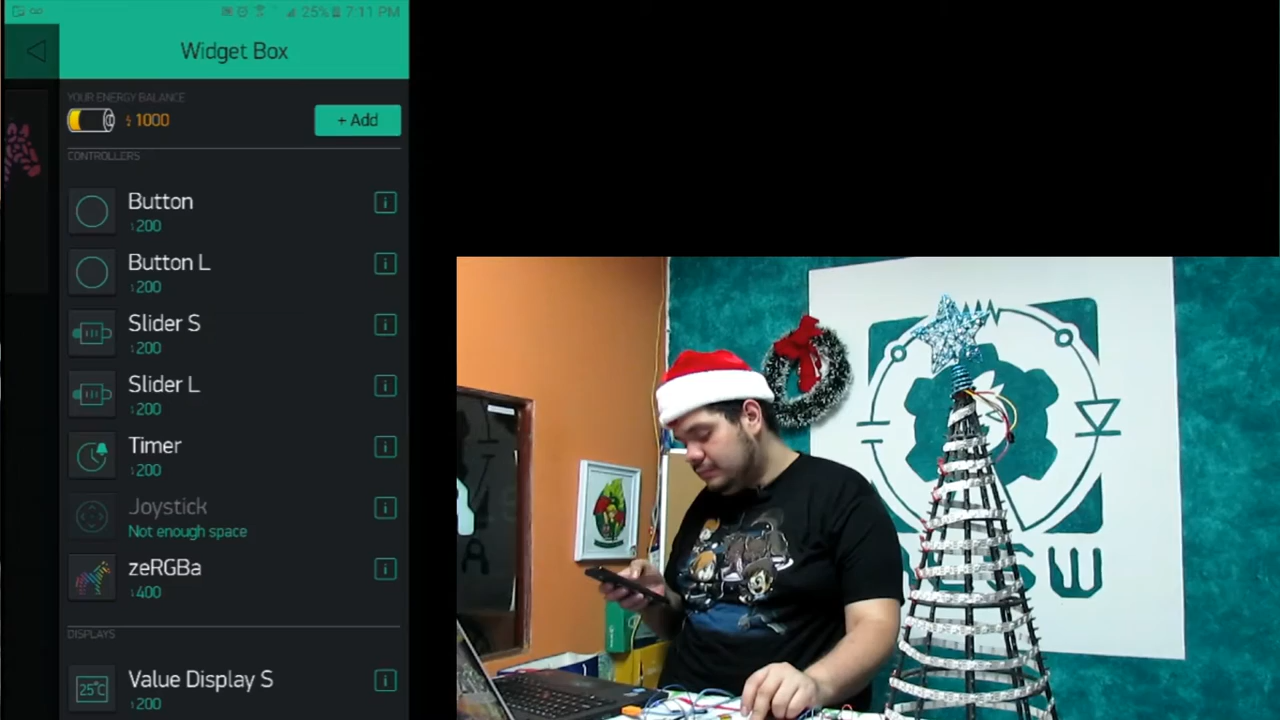 25% 7:11 PM
Widget Box
YOUR ENERGY BALANCE
1000
+ Add
CONTROLLERS
Button
200
Button L
200
Slider S
200
Slider L
200
Timer
200
Joystick
Not enough space
zeRGBa
400
DISPLAYS
25°C
Value Display S
200